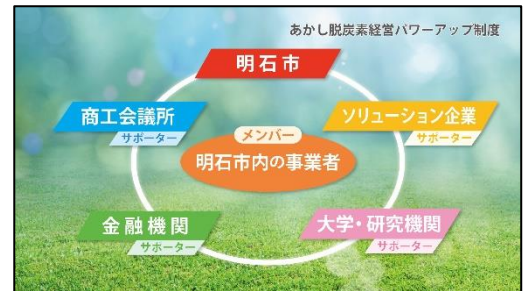 あかし脱炭素経営パワーアップ制度
明石市
商工会議所
サポーター
ソリューション企業
サポーター
メンバー
明石市内の事業者
金融機関
サポーター
大学・研究機関
サポーター